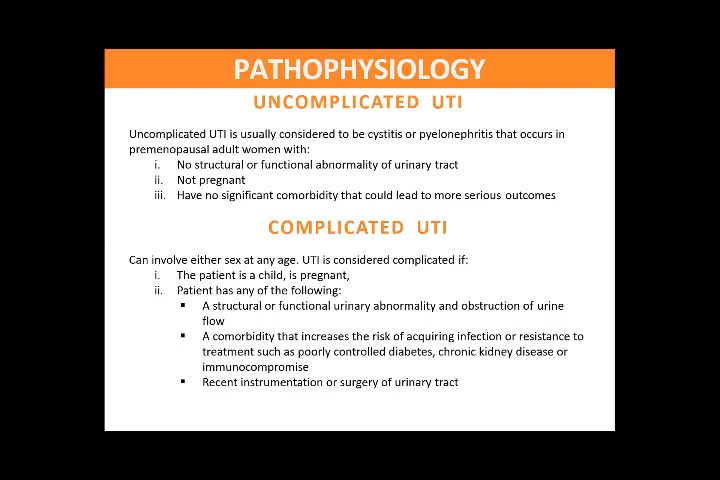 PATHOPHYSIOLOGY
UNCOMPLICATED UTI
Uncomplicated UTI is usually considered to be cystitis or pyelonephritis that occurs in
premenopausal adult women with:
i. No structural or functional abnormality of urinary tract
ii. Not pregnant
iii. Have no significant comorbidity that could lead to more serious outcomes
COMPLICATED UTI
Can involve either sex at any age. UTI is considered complicated if:
i. The patient is a child, is pregnant,
ii. Patient has any of the following:
▪ A structural or functional urinary abnormality and obstruction of urine
flow
▪ A comorbidity that increases the risk of acquiring infection or resistance to
treatment such as poorly controlled diabetes, chronic kidney disease or
immunocompromise
▪ Recent instrumentation or surgery of urinary tract